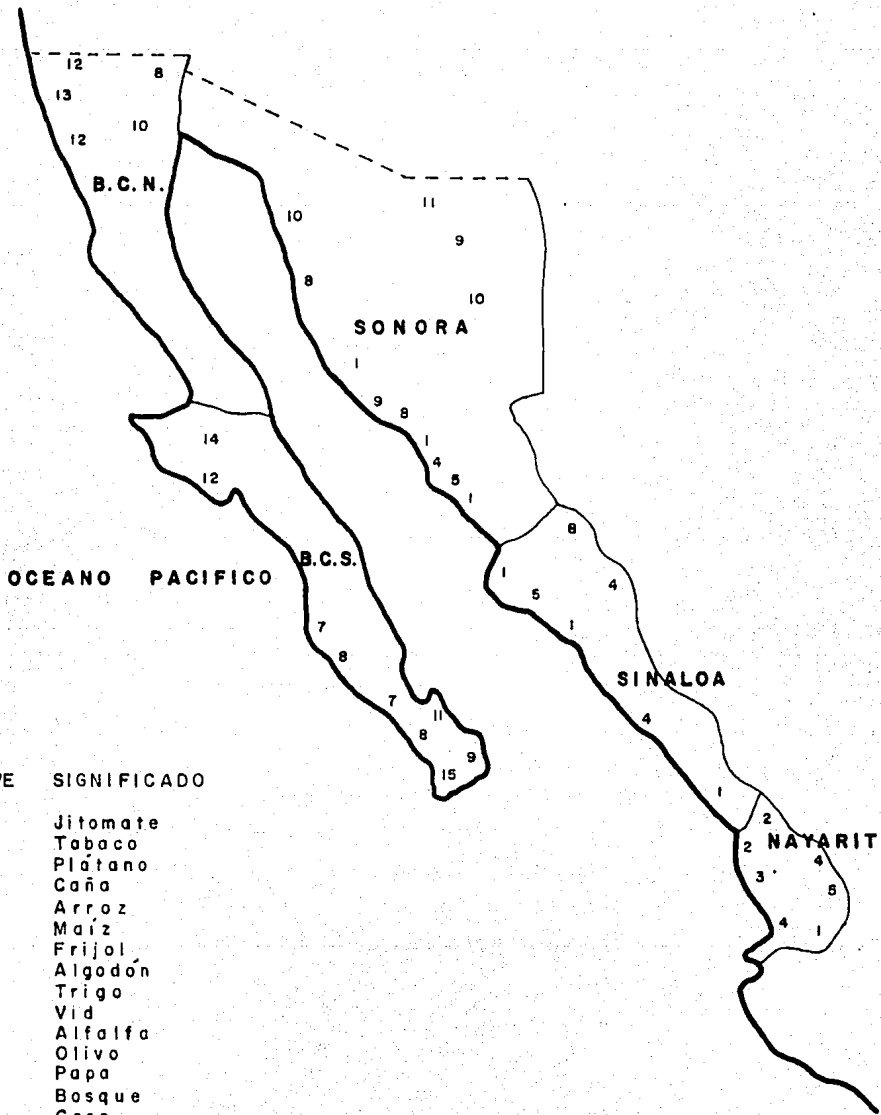 12 8
13
12 10
B.C.N.
11
10 9
8 10
SONORA
1
9 8
1
14 4
12 5 1
8
B.C.S. 1 4
OCEANO PACIFICO 5
7 1
8
SINALOA
7 11 4
8
9
15 1
SIGNIFICADO
2
2 NAYARIT
4
3 5
4 1
Jitomate
Tabaco
Plátano
Caña
Arroz
Maíz
Frijol
Algodón
Trigo
Vid
Alfalfa
Olivo
Papa
Bosque